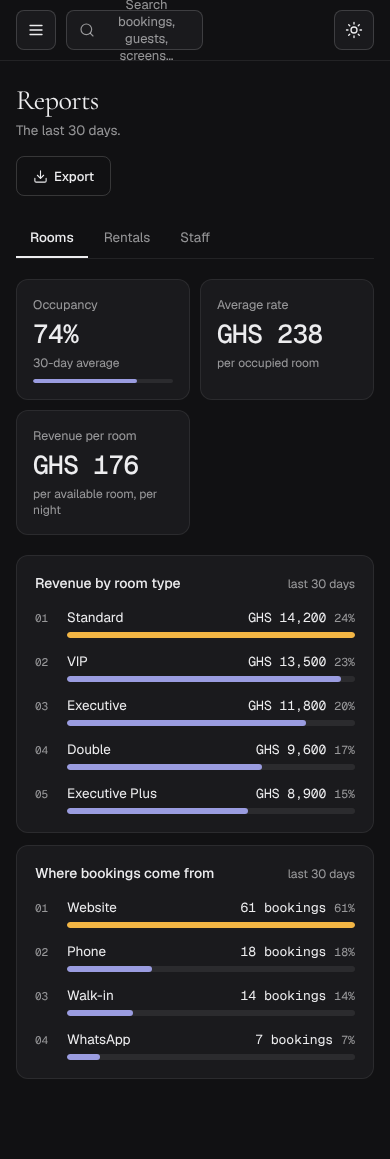 Search
bookings,
guests,
screens…
Reports
The last 30 days.
Export
Rooms Rentals Staff
Occupancy
74%
30-day average
Average rate
GHS 238
per occupied room
Revenue per room
GHS 176
per available room, per
night
Revenue by room type last 30 days
01 Standard GHS 14,200 24%
02 VIP GHS 13,500 23%
03 Executive GHS 11,800 20%
04 Double GHS 9,600 17%
05 Executive Plus GHS 8,900 15%
Where bookings come from last 30 days
01 Website 61 bookings 61%
02 Phone 18 bookings 18%
03 Walk-in 14 bookings 14%
04 WhatsApp 7 bookings 7%